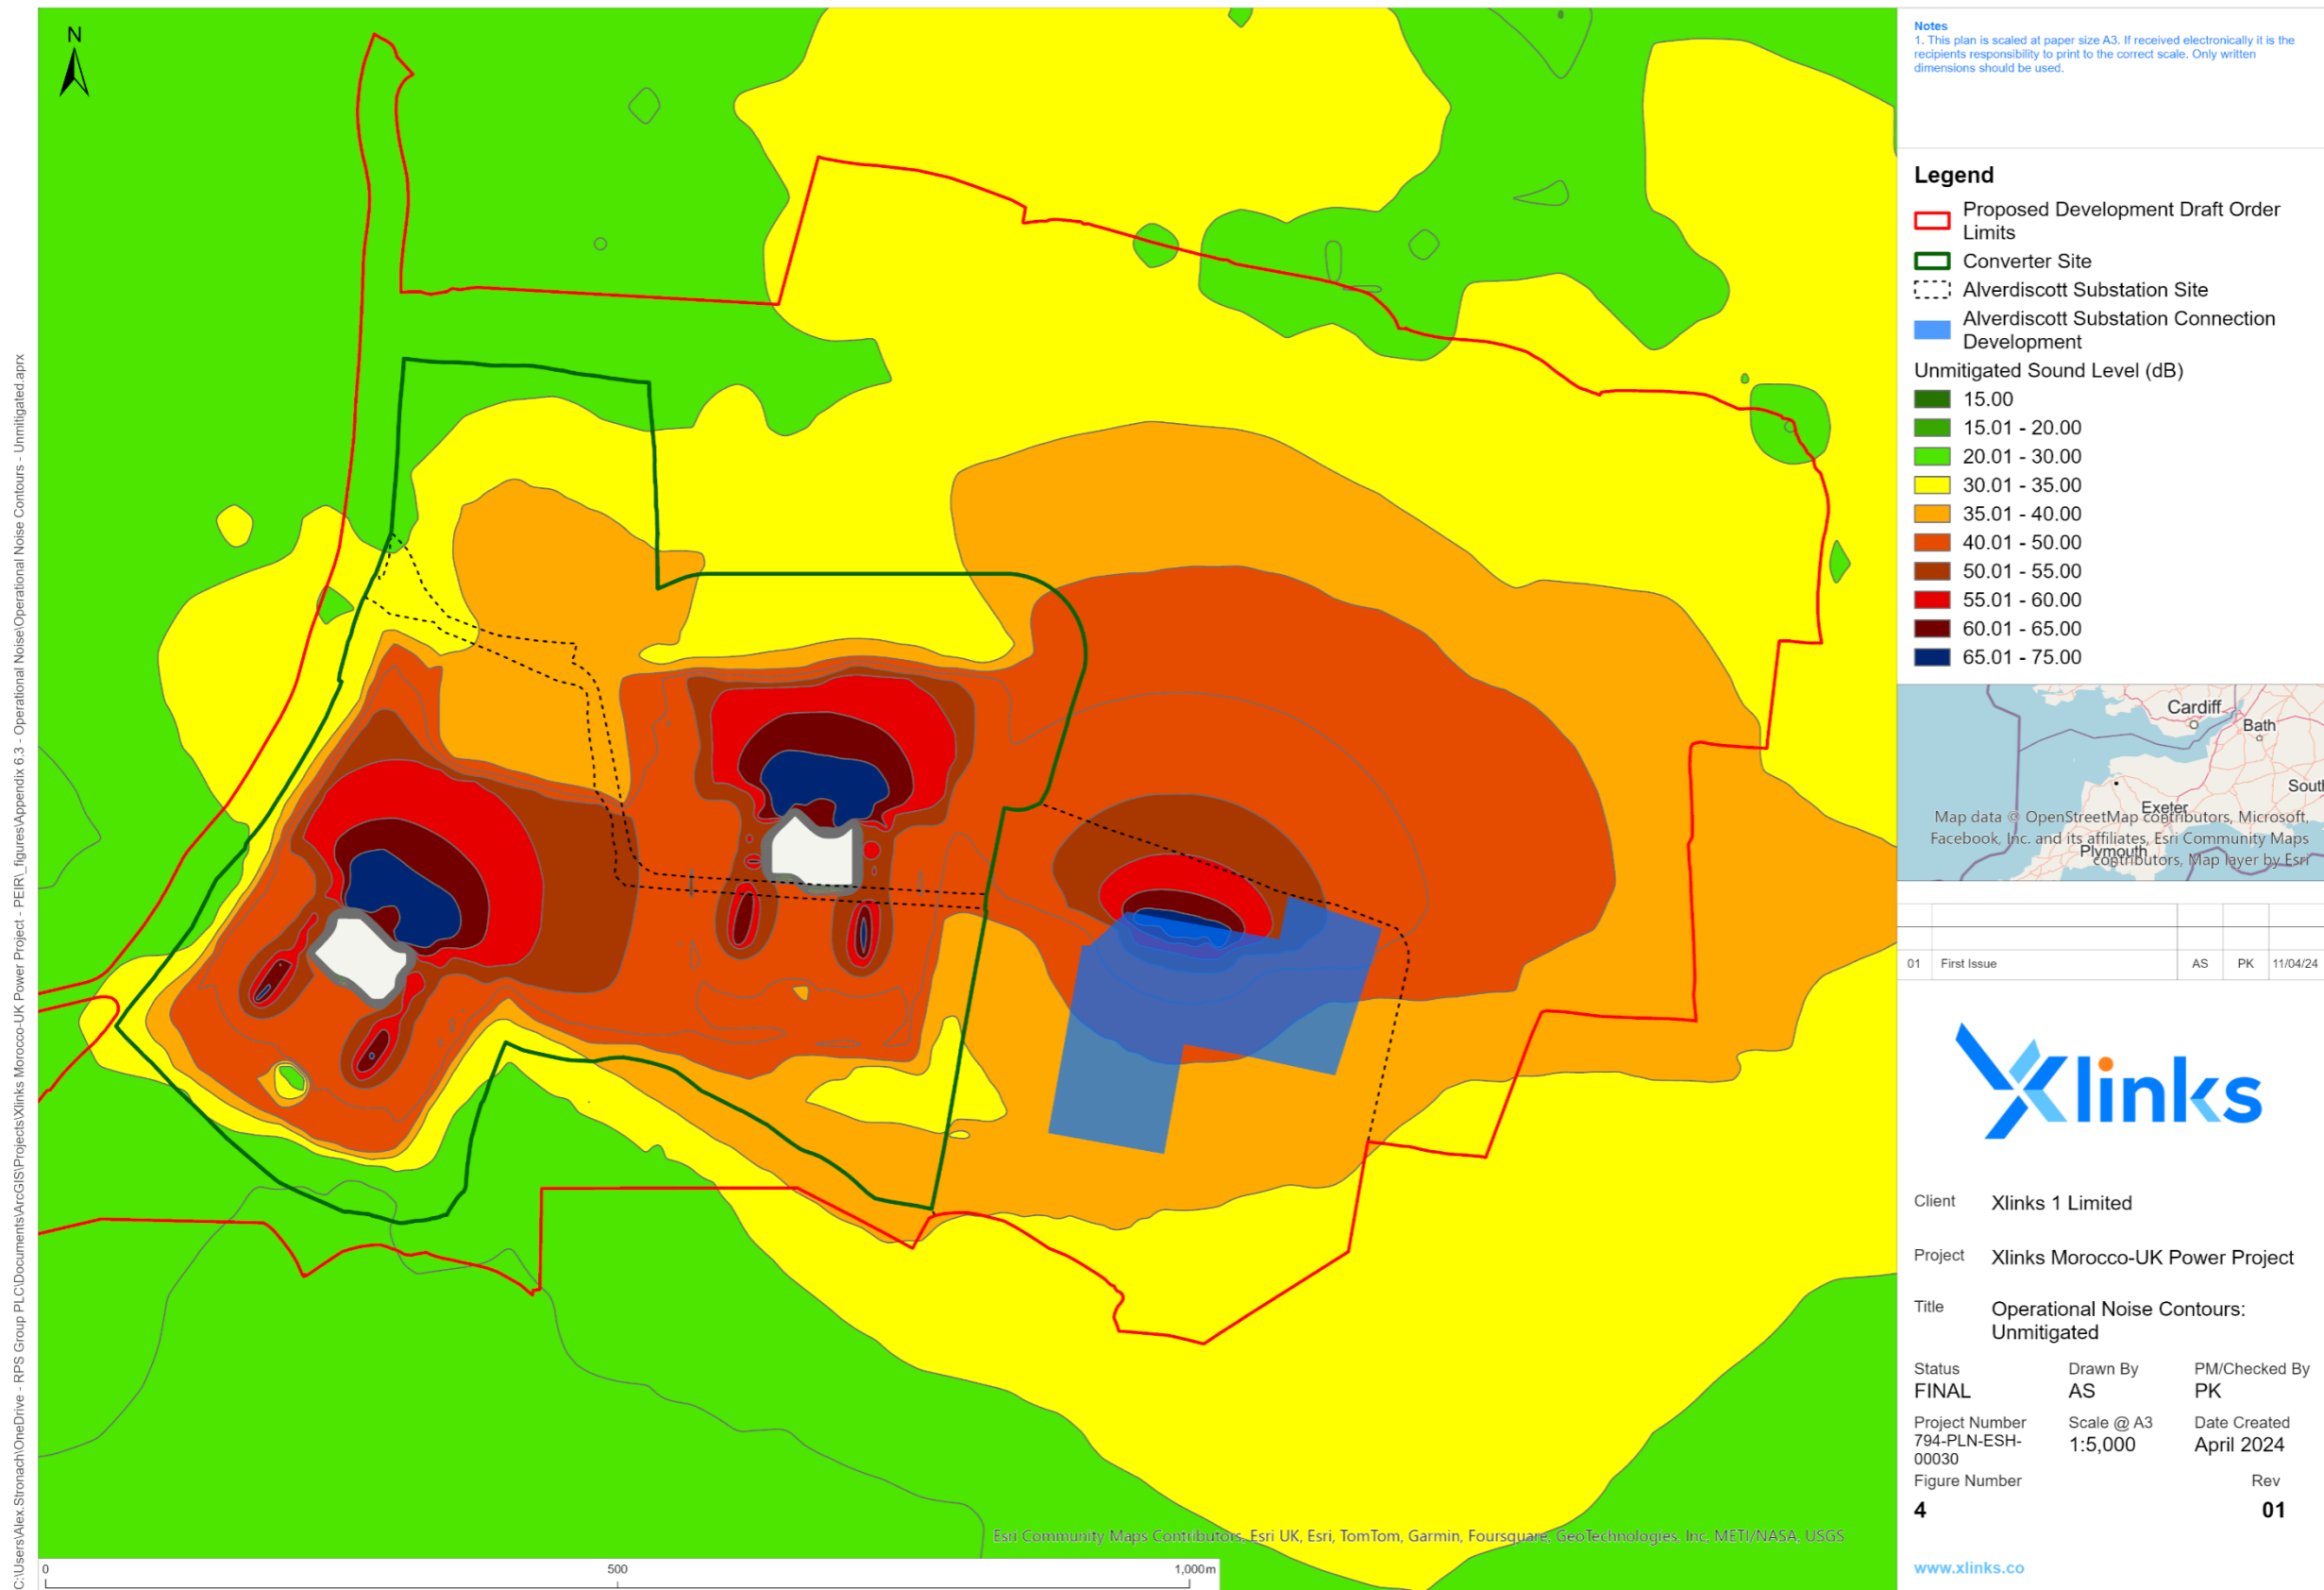 N
Notes
1. This plan is scaled at paper size A3. If received electronically it is the
recipients responsibility to print to the correct scale. Only written
dimensions should be used.
Legend
Proposed Development Draft Order
Limits
Converter Site
Alverdiscott Substation Site
Alverdiscott Substation Connection
Development
Unmitigated Sound Level (dB)
15.00
15.01 - 20.00
20.01 - 30.00
30.01 - 35.00
35.01 - 40.00
40.01 - 50.00
50.01 - 55.00
55.01 - 60.00
60.01 - 65.00
65.01 - 75.00
Cardiff
Bath
South
Exeter
Plymouth
Map data © OpenStreetMap contributors, Microsoft,
Facebook, Inc. and its affiliates, Esri Community Maps
contributors, Map layer by Esri
01 First Issue AS PK 11/04/24
Xlinks
Client Xlinks 1 Limited
Project Xlinks Morocco-UK Power Project
Title Operational Noise Contours:
Unmitigated
Status Drawn By PM/Checked By
FINAL AS PK
Project Number Scale @ A3 Date Created
794-PLN-ESH-
00030
1:5,000 April 2024
Figure Number Rev
4 01
www.xlinks.co
Esri Community Maps Contributors, Esri UK, Esri, TomTom, Garmin, Foursquare, GeoTechnologies, Inc, METI/NASA, USGS
0 500 1,000m
C:\Users\Alex.Stronach\OneDrive - RPS Group PLC\Documents\ArcGIS\Projects\Xlinks Morocco-UK Power Project - PEIR\_figures\Appendix 6.3 - Operational Noise\Operational Noise Contours - Unmitigated.aprx